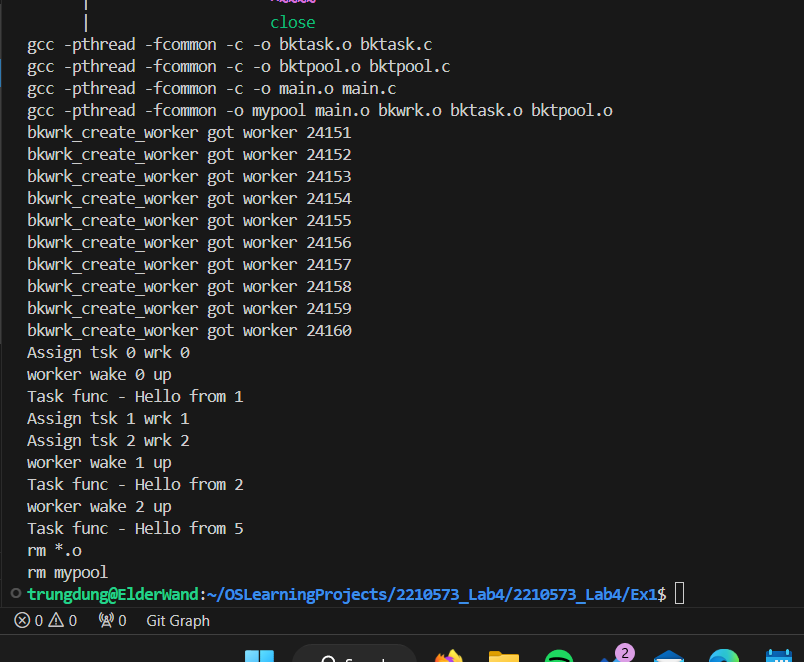 |
| close
gcc -pthread -fcommon -c -o bktask.o bktask.c
gcc -pthread -fcommon -c -o bktpool.o bktpool.c
gcc -pthread -fcommon -c -o main.o main.c
gcc -pthread -fcommon -o mypool main.o bkwrk.o bktask.o bktpool.o
bkwrk_create_worker got worker 24151
bkwrk_create_worker got worker 24152
bkwrk_create_worker got worker 24153
bkwrk_create_worker got worker 24154
bkwrk_create_worker got worker 24155
bkwrk_create_worker got worker 24156
bkwrk_create_worker got worker 24157
bkwrk_create_worker got worker 24158
bkwrk_create_worker got worker 24159
bkwrk_create_worker got worker 24160
Assign tsk 0 wrk 0
worker wake 0 up
Task func - Hello from 1
Assign tsk 1 wrk 1
Assign tsk 2 wrk 2
worker wake 1 up
Task func - Hello from 2
worker wake 2 up
Task func - Hello from 5
rm *.o
rm mypool
trungdung@ElderWand:~/OSLearningProjects/2210573_Lab4/2210573_Lab4/Ex1$
0 0 0 Git Graph
2